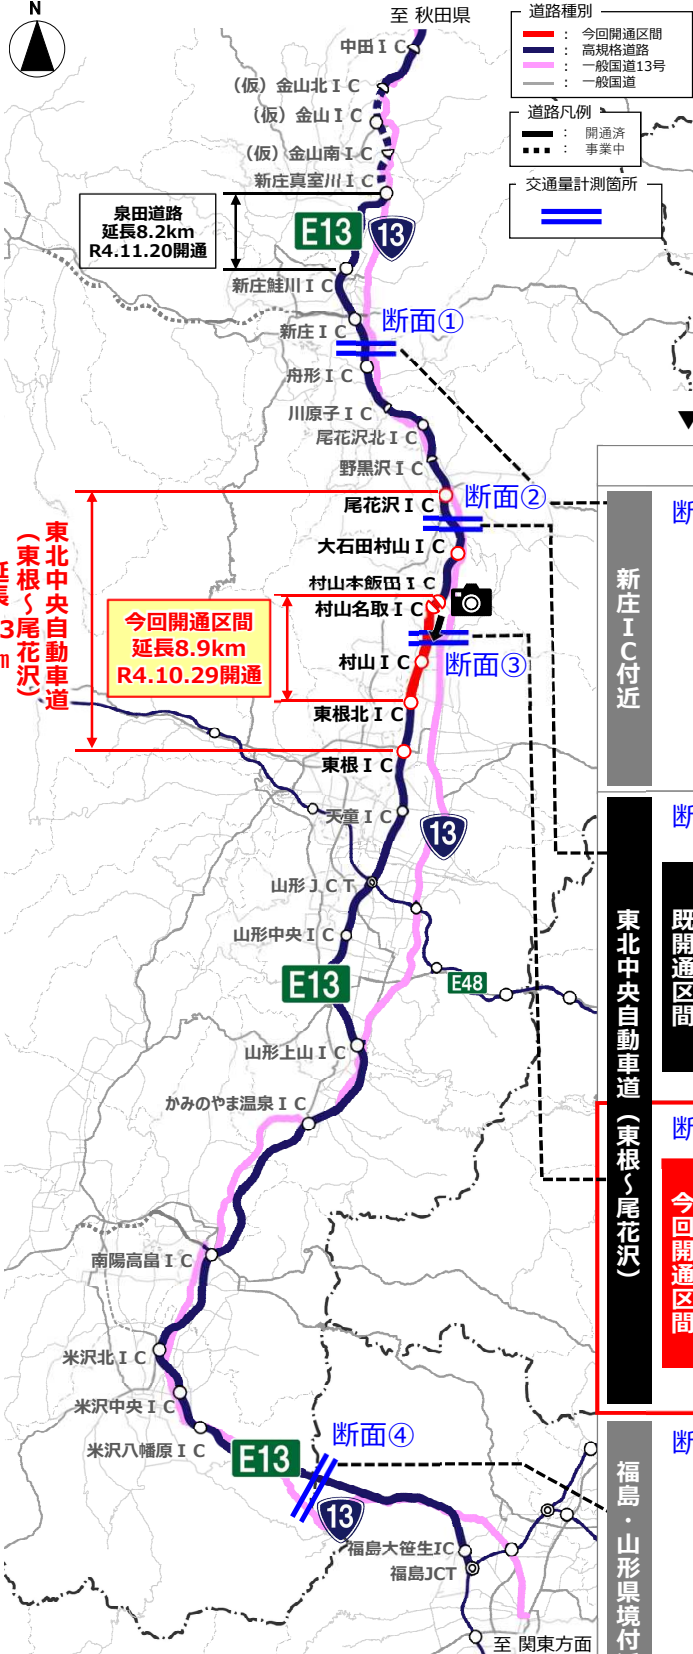 N
至 秋田県
道路種別
： 今回開通区間
： 高規格道路
： 一般国道13号
： 一般国道
道路凡例
： 開通済
： 事業中
交通量計測箇所
中田ＩＣ
（仮）金山北ＩＣ
（仮）金山ＩＣ
（仮）金山南ＩＣ
新庄真室川ＩＣ
泉田道路
延長8.2km
R4.11.20開通
E13
13
新庄鮭川ＩＣ
新庄ＩＣ
断面①
舟形ＩＣ
川原子ＩＣ
尾花沢北ＩＣ
野黒沢ＩＣ
尾花沢ＩＣ
断面②
大石田村山ＩＣ
村山本飯田ＩＣ
村山名取ＩＣ
断面③
村山ＩＣ
東根北ＩＣ
東根ＩＣ
東北中央自動車道
（東根～尾花沢）
今回開通区間
延長8.9km
R4.10.29開通
天童ＩＣ
13
山形ＪＣＴ
山形中央ＩＣ
E13
E48
山形上山ＩＣ
かみのやま温泉ＩＣ
南陽高畠ＩＣ
米沢北ＩＣ
米沢中央ＩＣ
米沢八幡原ＩＣ
E13
断面④
13
福島大笹生IC
福島JCT
至 関東方面
新庄ＩＣ付近
断
東北中央自動車道（東根～尾花沢）
断
既開通区間
断
今回開通区間
福島・山形県境付
断